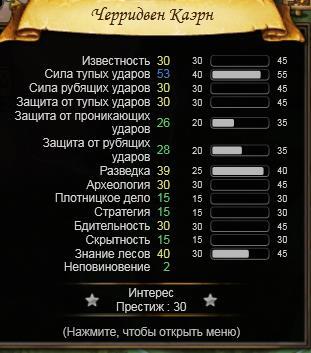 Черридвен Каэрн
Известность 30 30 45
Сила тупых ударов 53 40 55
Сила рубящих ударов 30 30 45
Защита от тупых ударов 30 30 45
Защита от проникающих
ударов 26 20 35
Защита от рубящих
ударов 28 20 35
Разведка 39 25 40
Археология 30 30 45
Плотницкое дело 15 15 30
Стратегия 15 15 30
Бдительность 30 30 45
Скрытность 15 15 30
Знание лесов 40 30 45
Неповиновение 2
Интерес
Престиж : 30
(Нажмите, чтобы открыть меню)